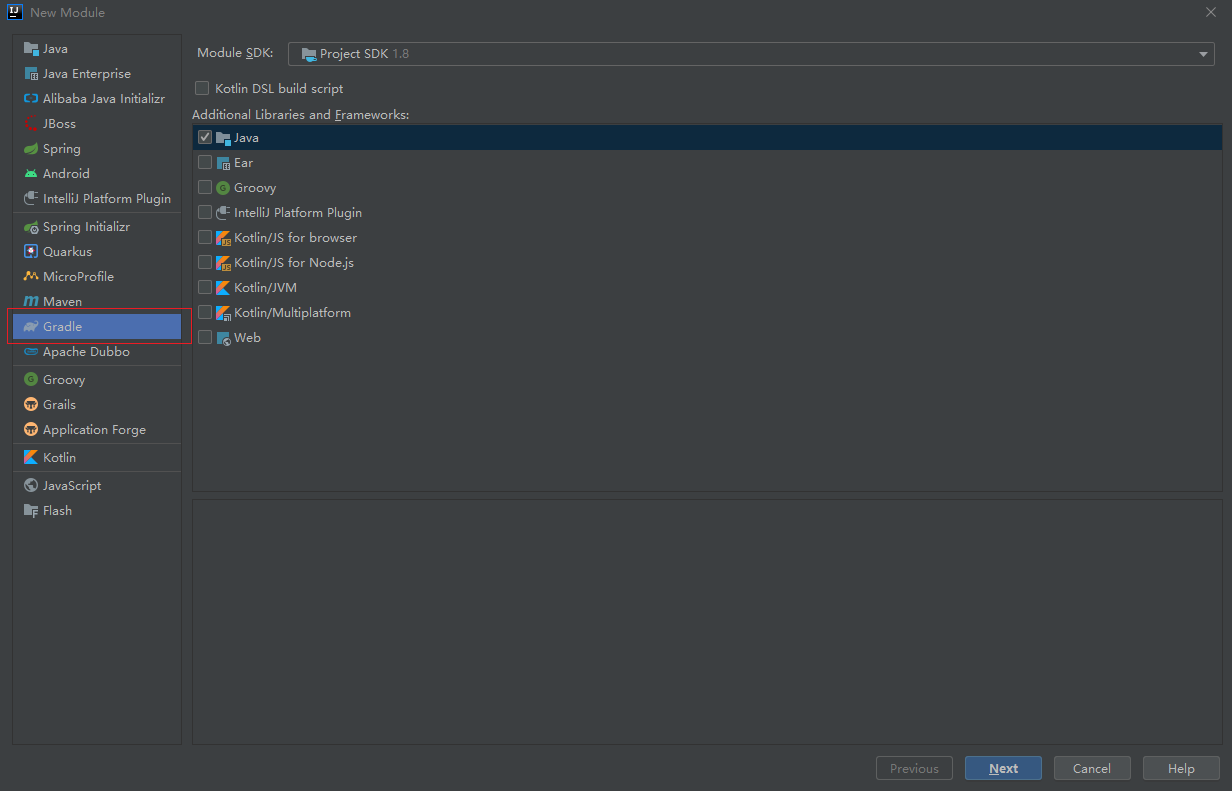 New Module
Java
Java Enterprise
Alibaba Java Initializr
JBoss
Spring
Android
IntelliJ Platform Plugin
Spring Initializr
Quarkus
MicroProfile
Maven
Gradle
Apache Dubbo
Groovy
Grails
Application Forge
Kotlin
JavaScript
Flash
Module SDK: Project SDK 1.8
Kotlin DSL build script
Additional Libraries and Frameworks:
Java
Ear
Groovy
IntelliJ Platform Plugin
Kotlin/JS for browser
Kotlin/JS for Node.js
Kotlin/JVM
Kotlin/Multiplatform
Web
Previous Next Cancel Help